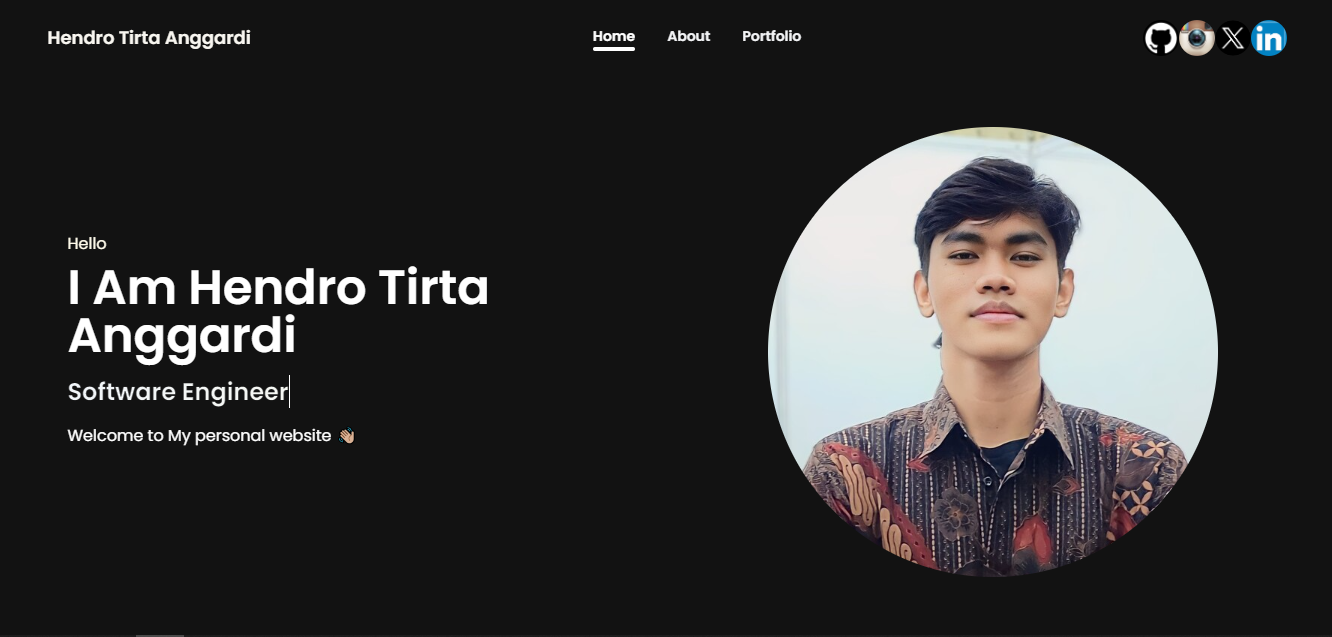 Hendro Tirta Anggardi
Home About Portfolio
Hello
I Am Hendro Tirta
Anggardi
Software Engineer
Welcome to My personal website 👋🏼